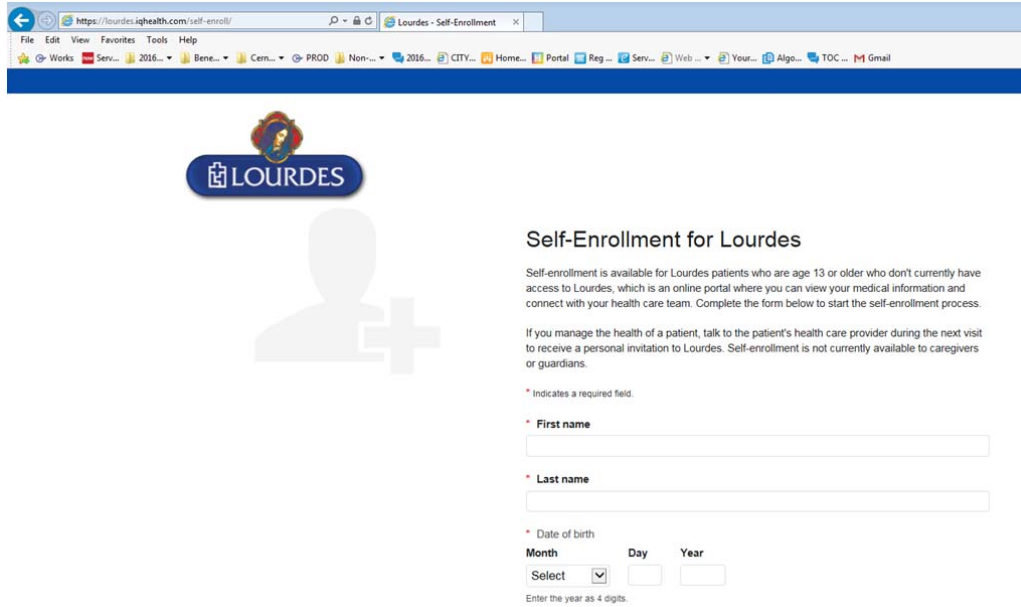 https://lourdes.iqhealth.com/self-enroll/
Lourdes - Self-Enrollment
File Edit View Favorites Tools Help
Works Serv... 2016... Bene... Cern... PROD Non-... 2016... CITY... Home... Portal Reg ... Serv... Web ... Your... Algo... TOC ... Gmail
LOURDES
Self-Enrollment for Lourdes
Self-enrollment is available for Lourdes patients who are age 13 or older who don't currently have
access to Lourdes, which is an online portal where you can view your medical information and
connect with your health care team. Complete the form below to start the self-enrollment process.
If you manage the health of a patient, talk to the patient's health care provider during the next visit
to receive a personal invitation to Lourdes. Self-enrollment is not currently available to caregivers
or guardians.
* Indicates a required field.
* First name
* Last name
* Date of birth
Month Day Year
Select
Enter the year as 4 digits.